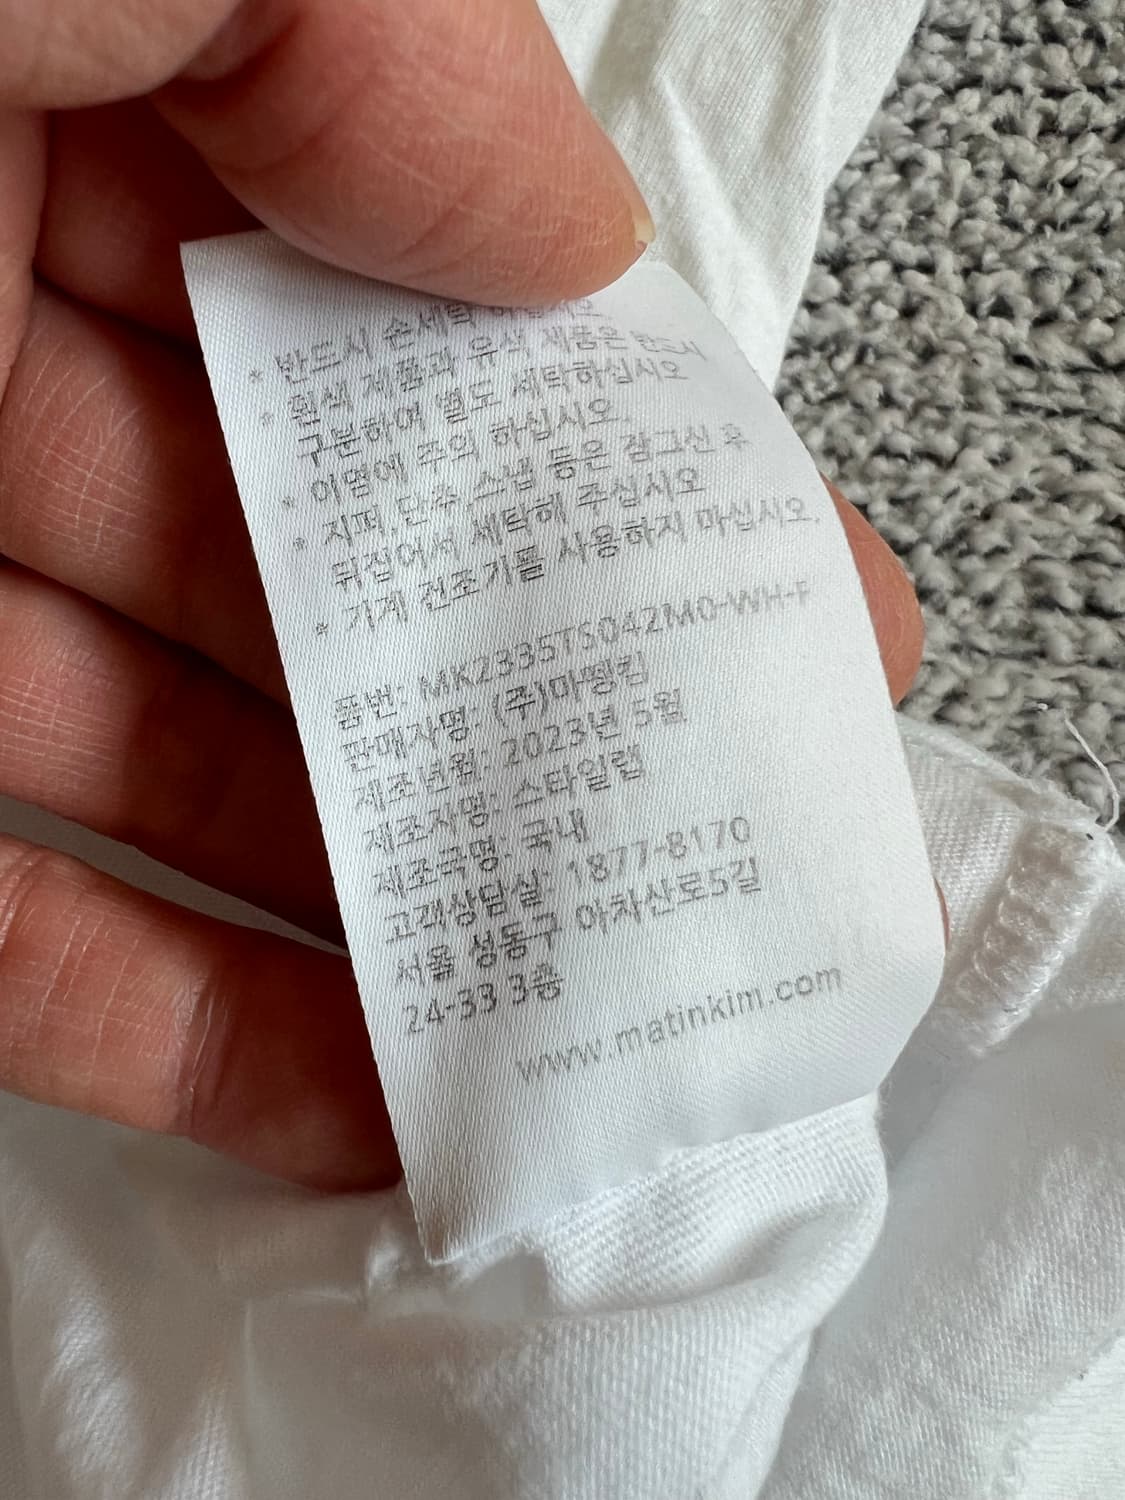 * 반드시 손세탁 하십시오.
* 흰색 제품과 유색 제품은 반드시
구분하여 별도 세탁하십시오
* 이염에 주의 하십시오.
* 지퍼,단추,스냅 등은 잠그신 후
뒤집어서 세탁해 주십시오
* 기계 건조기를 사용하지 마십시오.
품번: MK2335TS042M0-WH-F
판매자명: (주)마뗑킴
제조년월: 2023년 5월
제조자명: 스타일랩
제조국명: 국내
고객상담실: 1877-8170
서울 성동구 아차산로5길
24-33 3층
www.matinkim.com